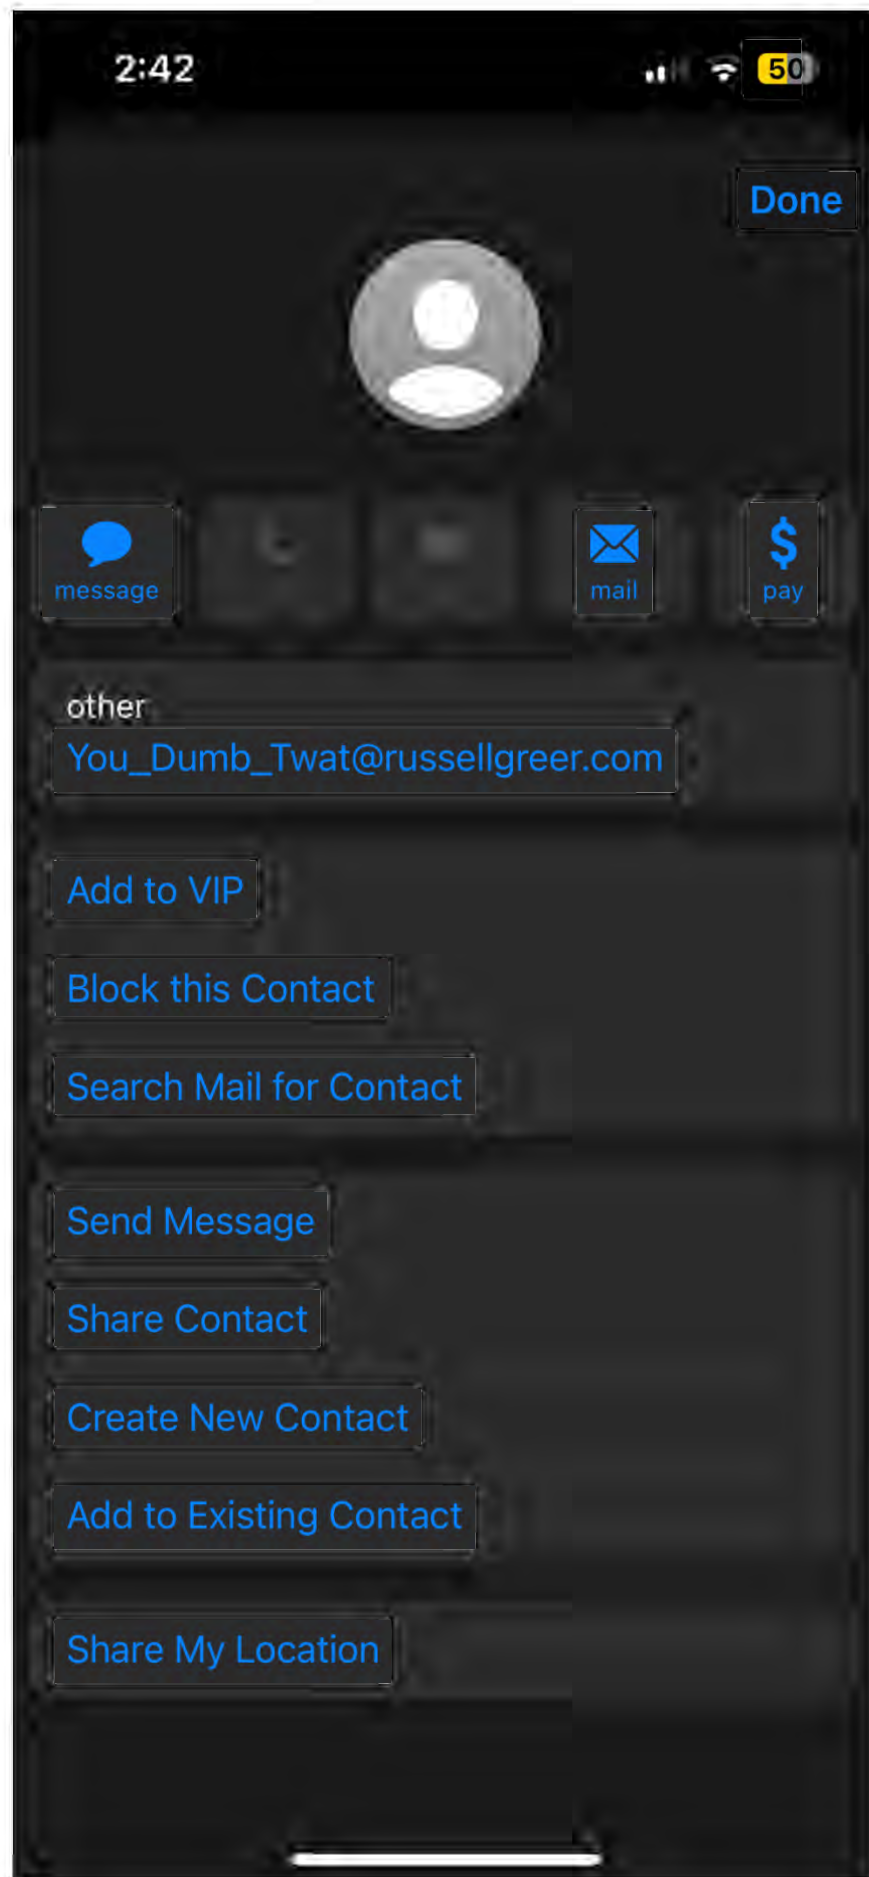 2:42
50
Done
message
mail
pay
other
You_Dumb_Twat@russellgreer.com
Add to VIP
Block this Contact
Search Mail for Contact
Send Message
Share Contact
Create New Contact
Add to Existing Contact
Share My Location